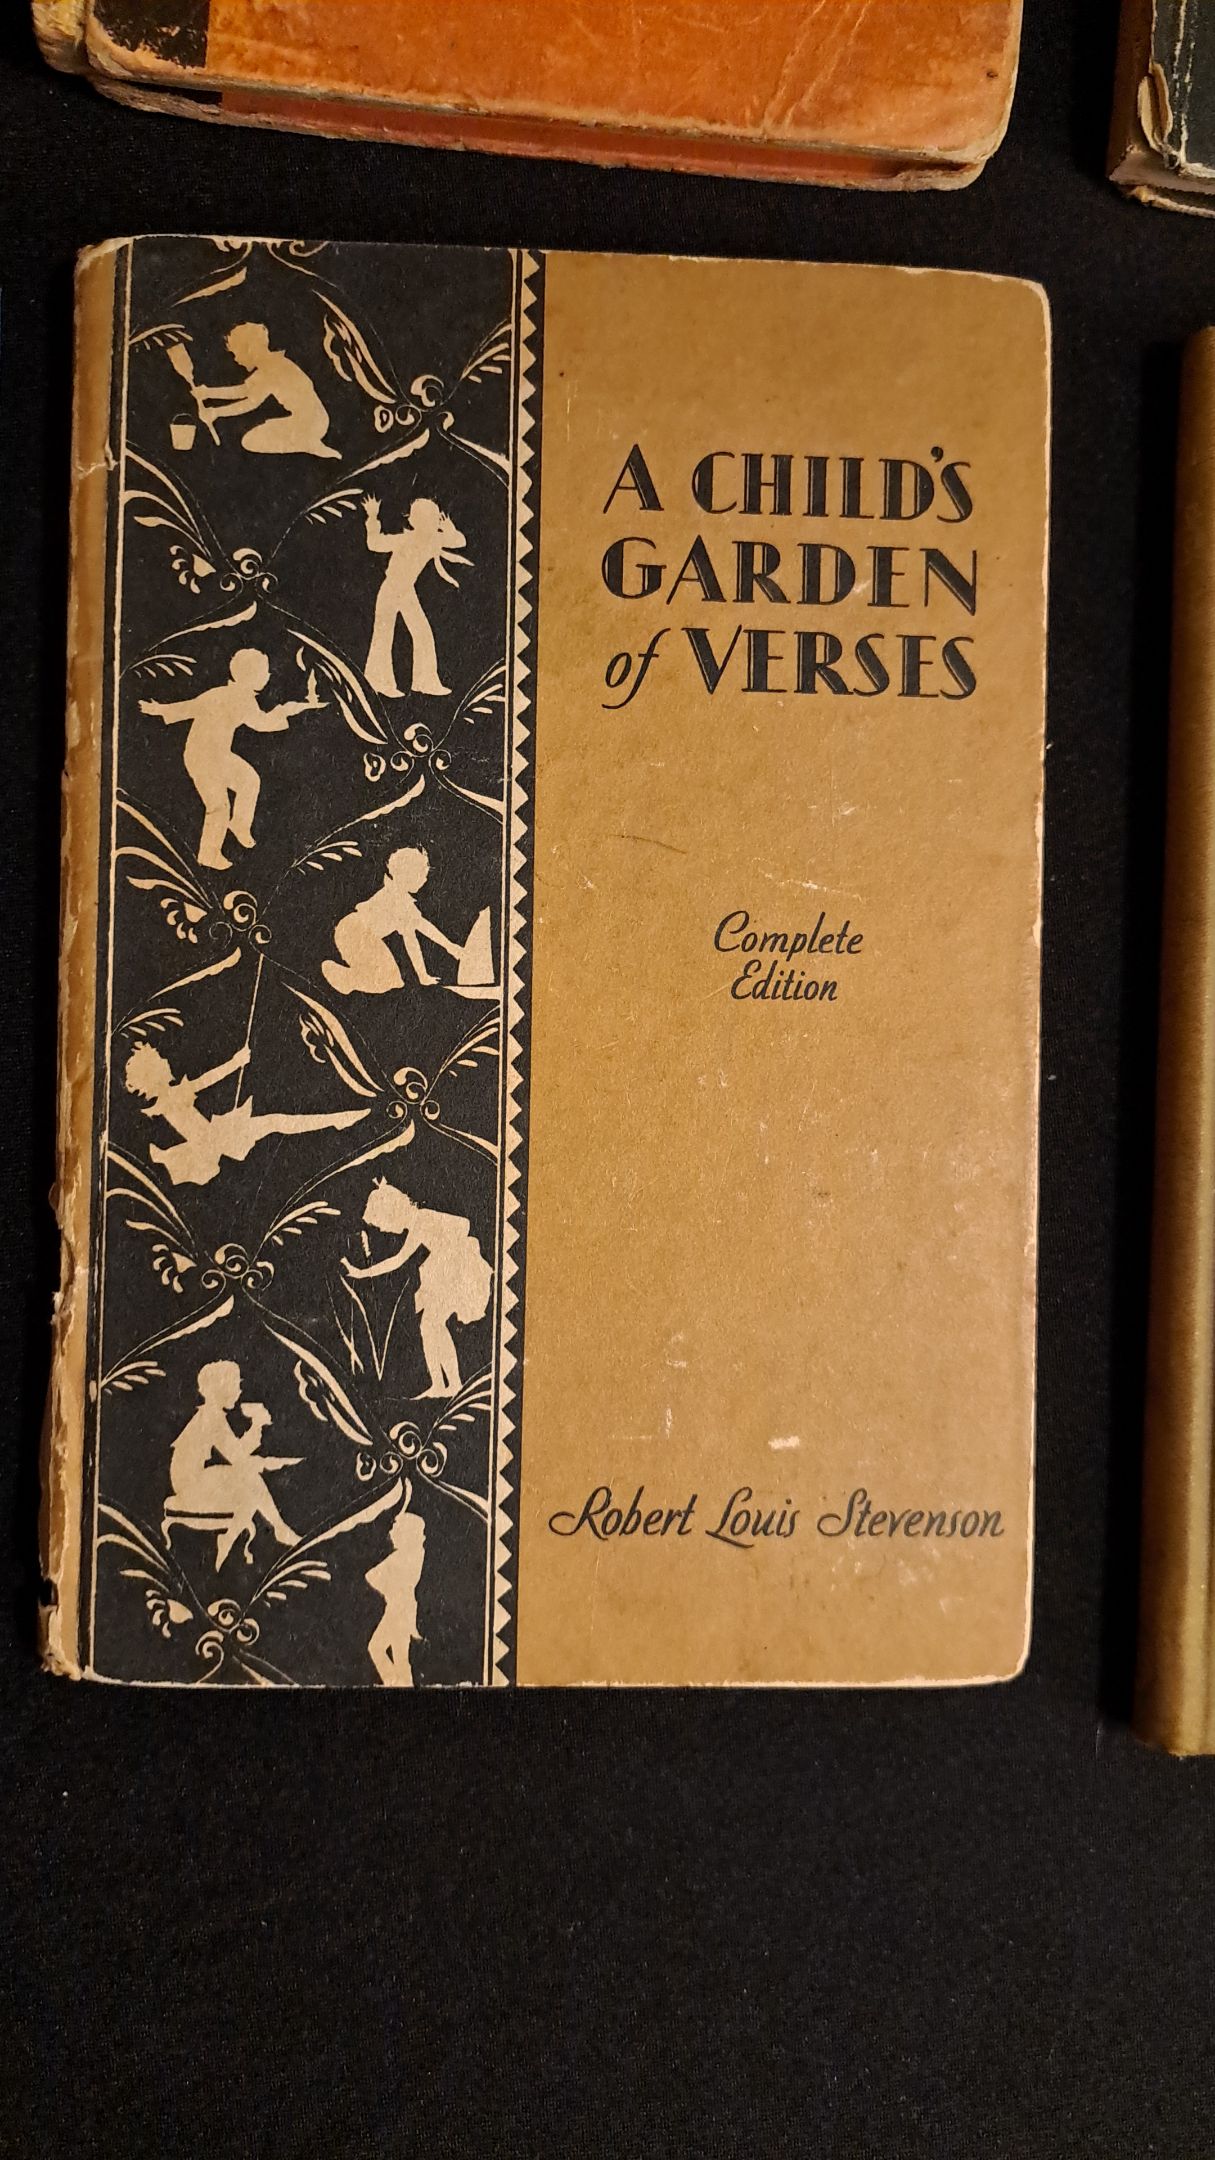 A CHILD'S
GARDEN
of VERSES
Complete
Edition
Robert Louis Stevenson